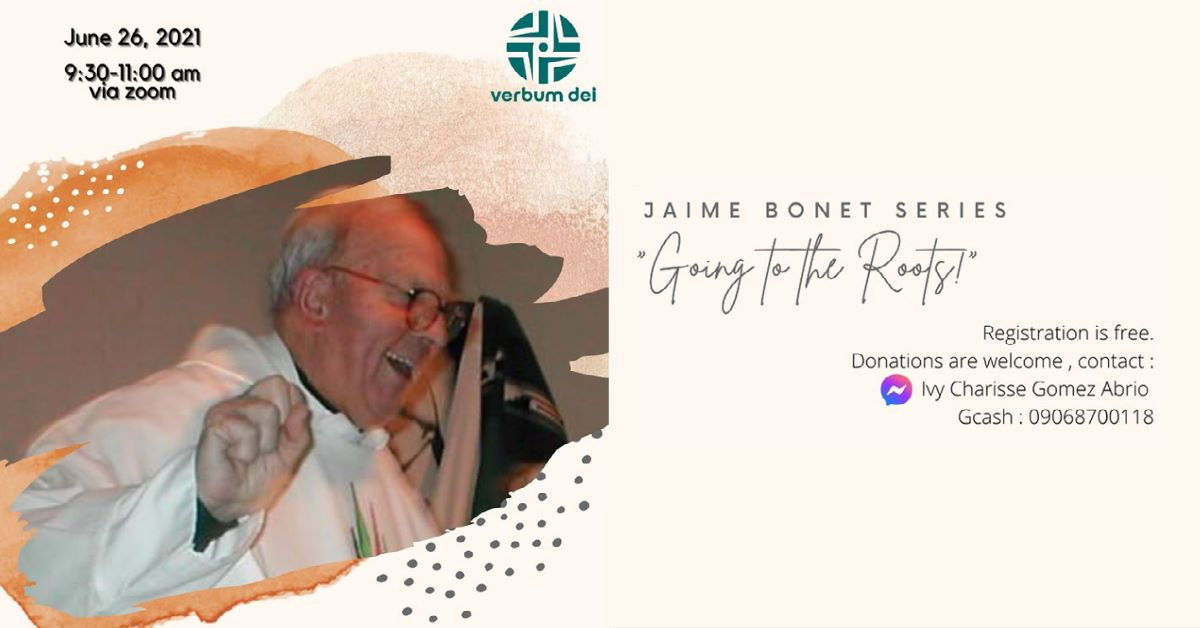 June 26, 2021
9:30-11:00 am
via zoom
verbum dei
JAIME BONET SERIES
"Going to the Roots!"
Registration is free.
Donations are welcome , contact :
Ivy Charisse Gomez Abrio
Gcash : 09068700118